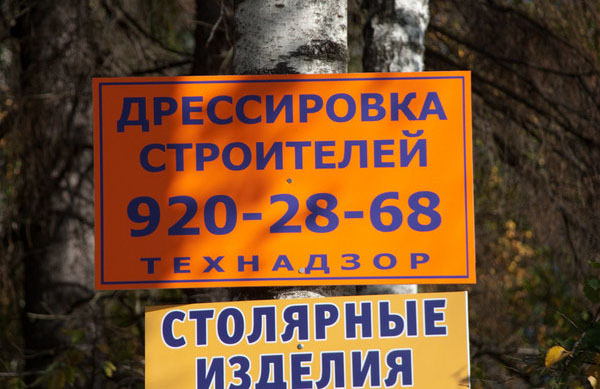 ДРЕССИРОВКА
СТРОИТЕЛЕЙ
920-28-68
ТЕХНАДЗОР
СТОЛЯРНЫЕ
ИЗДЕЛИЯ